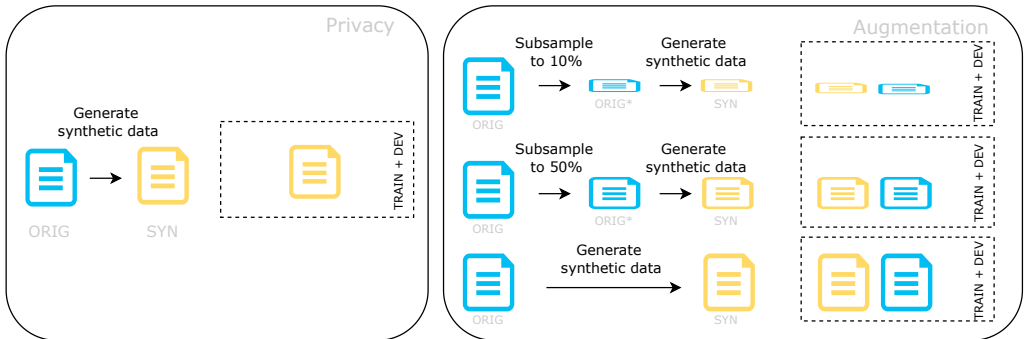 Privacy
Generate
synthetic data
ORIG
SYN
TRAIN + DEV
Augmentation
Subsample
to 10%
Generate
synthetic data
ORIG
ORIG*
SYN
TRAIN + DEV
Subsample
to 50%
Generate
synthetic data
ORIG
ORIG*
SYN
TRAIN + DEV
Generate
synthetic data
ORIG
SYN
TRAIN + DEV